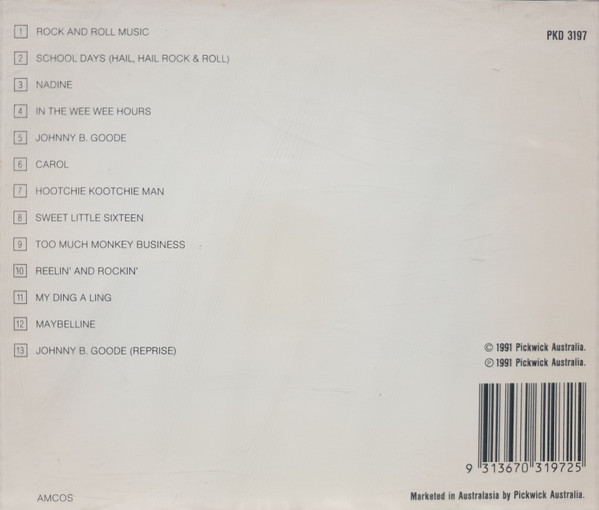 1 ROCK AND ROLL MUSIC
PKD 3197
2 SCHOOL DAYS (HAIL, HAIL ROCK & ROLL)
3 NADINE
4 IN THE WEE WEE HOURS
5 JOHNNY B. GOODE
6 CAROL
7 HOOTCHIE KOOTCHIE MAN
8 SWEET LITTLE SIXTEEN
9 TOO MUCH MONKEY BUSINESS
10 REELIN' AND ROCKIN'
11 MY DING A LING
12 MAYBELLINE
13 JOHNNY B. GOODE (REPRISE)
© 1991 Pickwick Australia.
℗ 1991 Pickwick Australia.
9 313670 319725
AMCOS
Marketed in Australasia by Pickwick Australia.